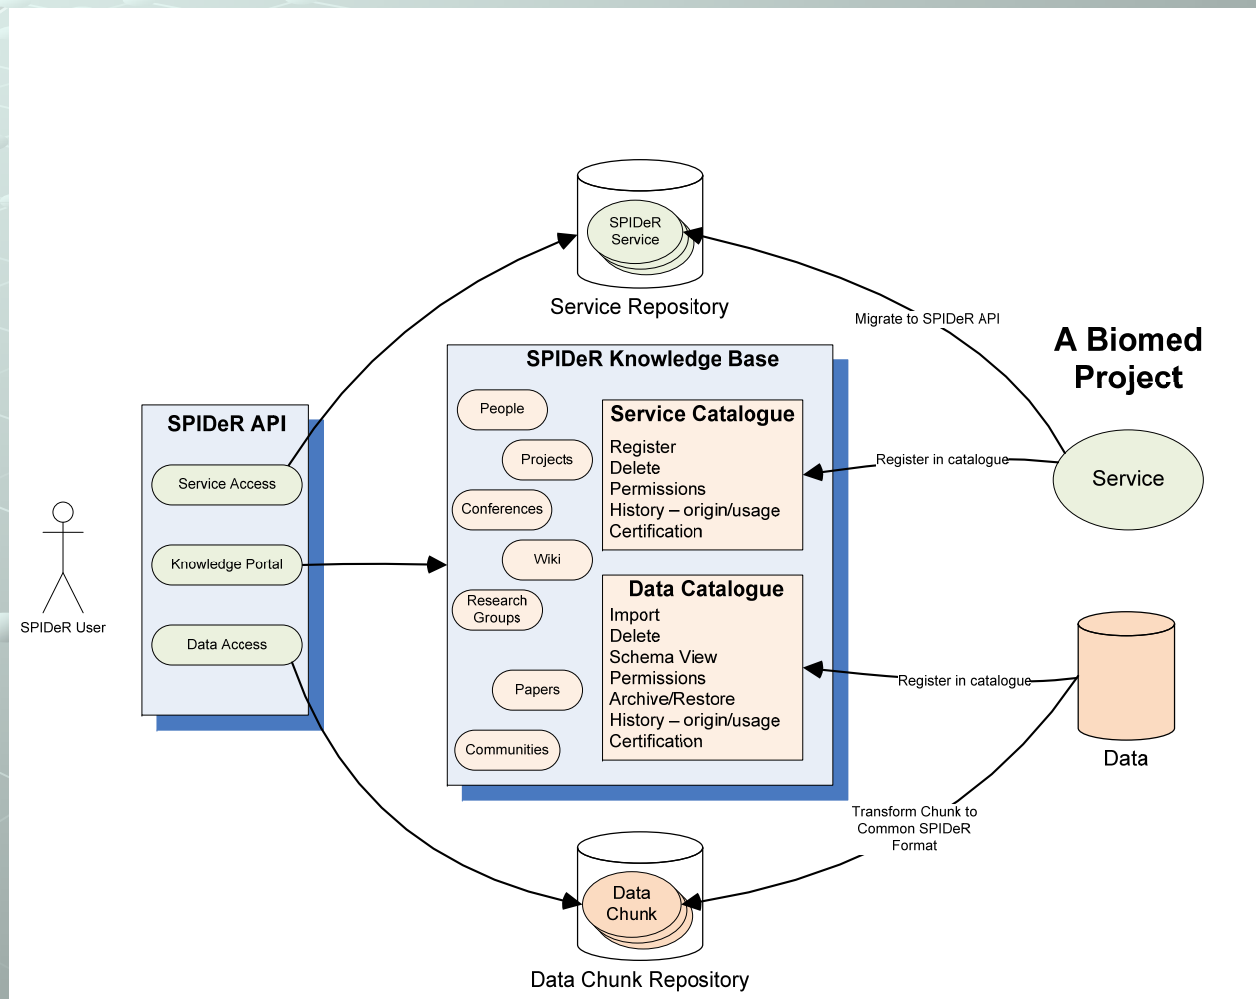 SPIDeR
Service
Service Repository
Migrate to SPIDeR API
A Biomed
Project
SPIDeR Knowledge Base
SPIDeR API
Service Access
Knowledge Portal
Data Access
SPIDeR User
People
Projects
Conferences
Wiki
Research
Groups
Papers
Communities
Service Catalogue
Register
Delete
Permissions
History – origin/usage
Certification
Data Catalogue
Import
Delete
Schema View
Permissions
Archive/Restore
History – origin/usage
Certification
Register in catalogue
Service
Register in catalogue
Data
Transform Chunk to
Common SPIDeR
Format
Data
Chunk
Data Chunk Repository